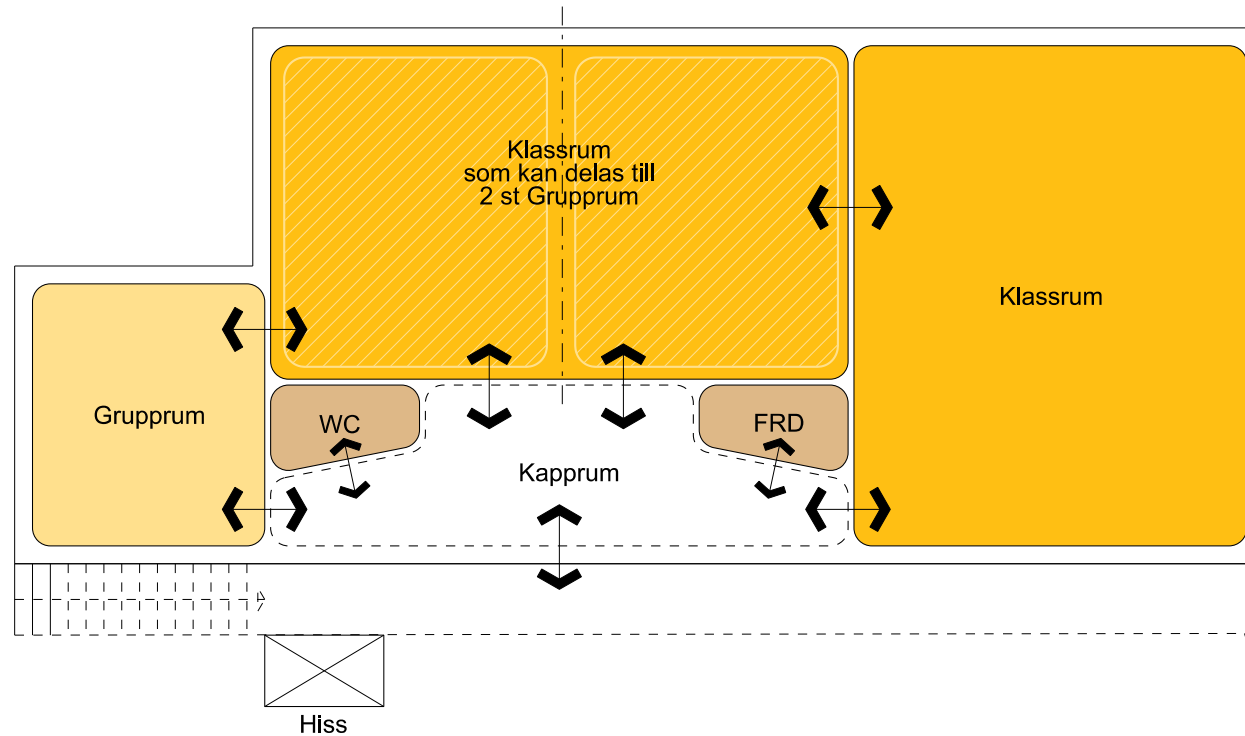 Klassrum
som kan delas till
2 st Grupprum
Klassrum
Grupprum
WC
FRD
Kapprum
Hiss